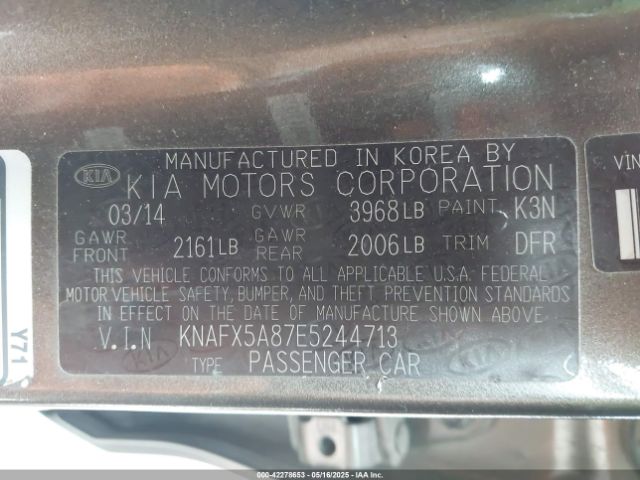 MANUFACTURED IN KOREA BY
KIA KIA MOTORS CORPORATION
03/14 GVWR 3968LB PAINT K3N
GAWR FRONT 2161LB GAWR REAR 2006LB TRIM DFR
THIS VEHICLE CONFORMS TO ALL APPLICABLE U.S.A. FEDERAL
MOTOR VEHICLE SAFETY, BUMPER, AND THEFT PREVENTION STANDARDS
IN EFFECT ON THE DATE OF MANUFACTURE SHOWN ABOVE.
V.I.N KNAFX5A87E5244713
TYPE PASSENGER CAR
Y71
VIN
000-42278653 | 05/16/2025 | IAA Inc.